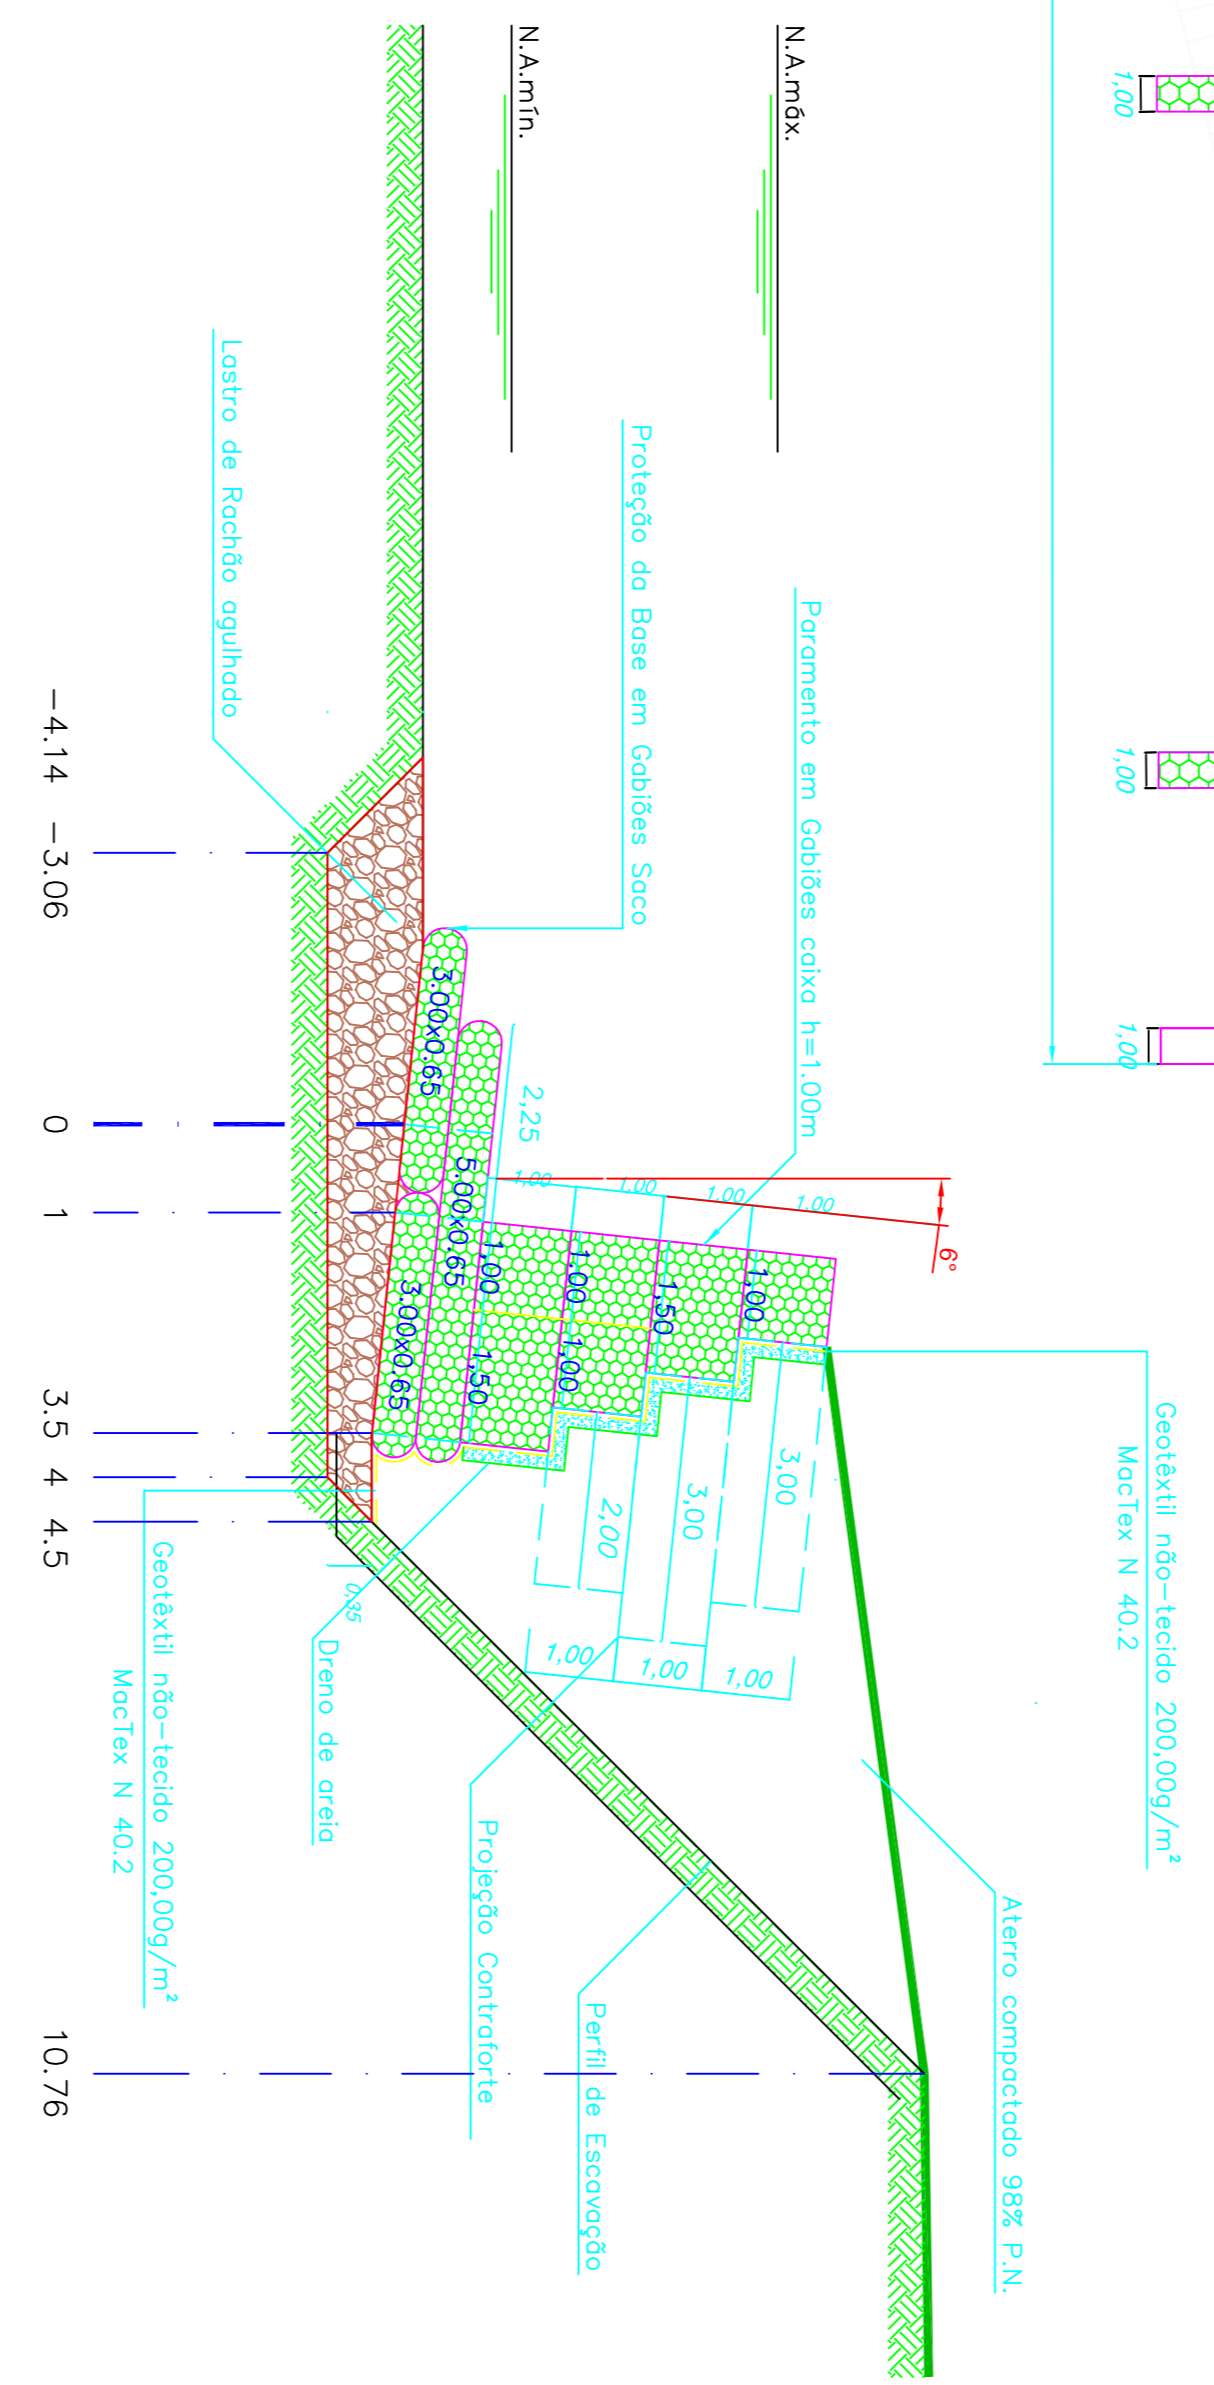 1,00
1,00
1,00
N.A.máx.
N.A.mín.
Geotêxtil não-tecido 200,00g/m²
MacTex N 40.2
Aterro compactado 98% P.N.
6°
Paramento em Gabiões caixa h=1.00m
Proteção da Base em Gabiões Saco
1,00
1,00
1,00
1,00
2,25
1,00
1,50
1.00
1,00
1,00
1,50
3.00x0.65
5.00x0.65
3.00x0.65
3,00
3,00
2,00
1,00
1,00
1,00
Perfil de Escavação
Projeção Contraforte
0,35
Dreno de areia
Lastro de Rachão agulhado
Geotêxtil não-tecido 200,00g/m²
MacTex N 40.2
-4.14 -3.06 0 1 3.5 4 4.5 10.76